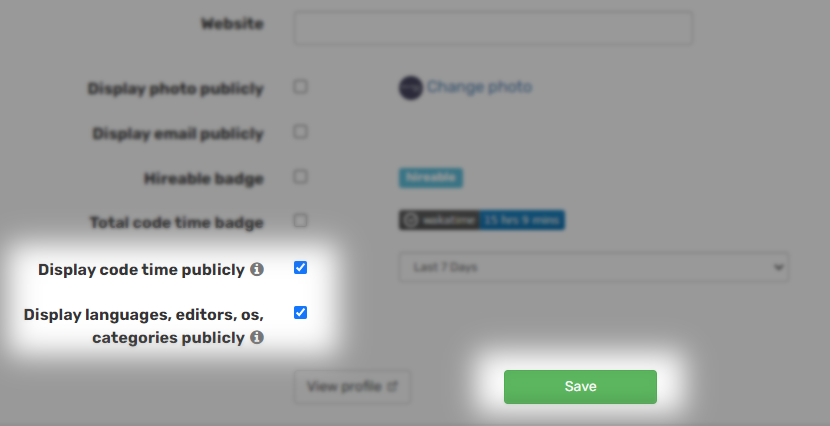 Website
Display photo publicly
Change photo
Display email publicly
Hireable badge
hireable
Total code time badge
wakatime 15 hrs 9 mins
Display code time publicly
Last 7 Days
Display languages, editors, os,
categories publicly
View profile
Save